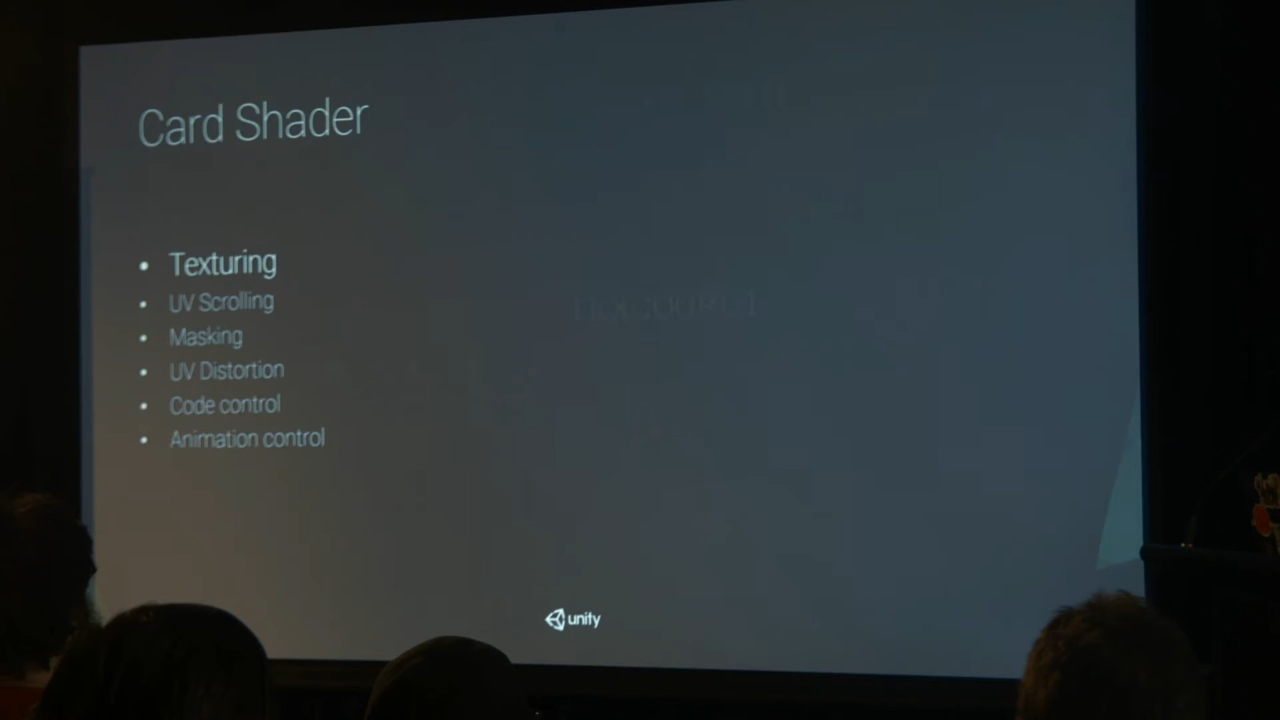 Card Shader
• Texturing
• UV Scrolling
• Masking
• UV Distortion
• Code control
• Animation control
unity